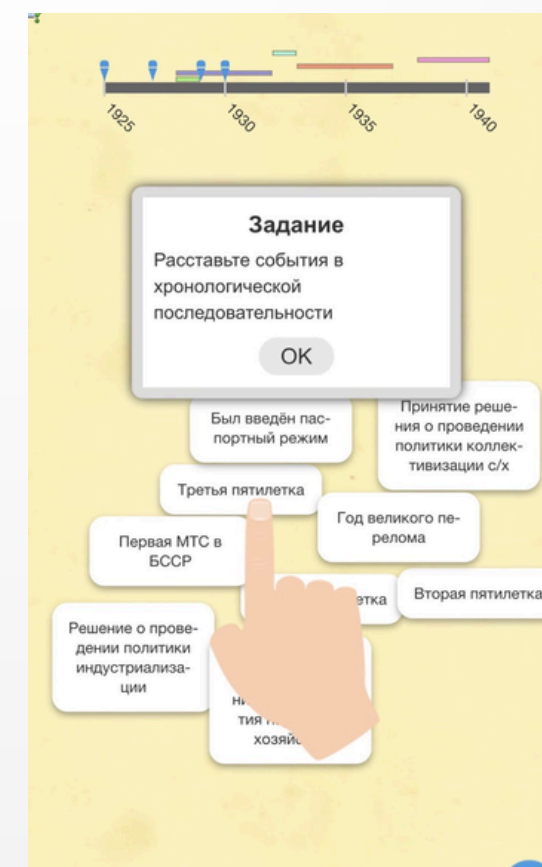 1925
1930
1935
1940
Задание
Расставьте события в
хронологической
последовательности
OK
Был введён пас-
портный режим
Принятие реше-
ния о проведении
политики коллек-
тивизации с/х
Третья пятилетка
Год великого пе-
релома
Первая МТС в
БССР
Вторая пятилетка
Решение о прове-
дении политики
индустриализа-
ции